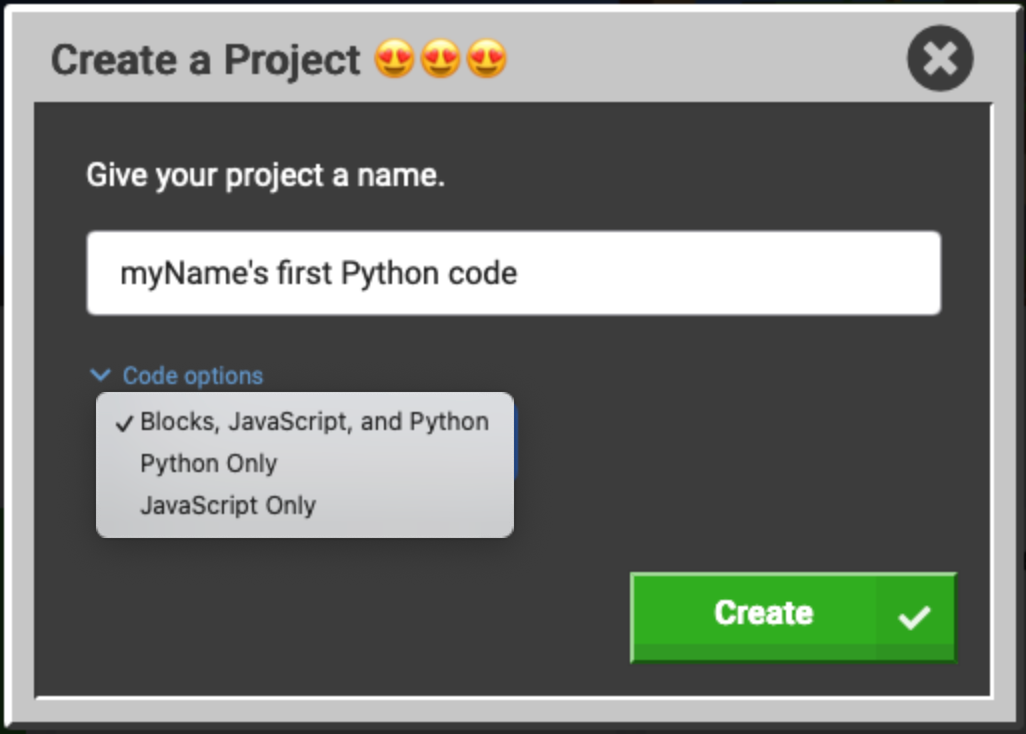 Create a Project 😍😍😍
Give your project a name.
myName's first Python code
Code options
✓ Blocks, JavaScript, and Python
Python Only
JavaScript Only
Create